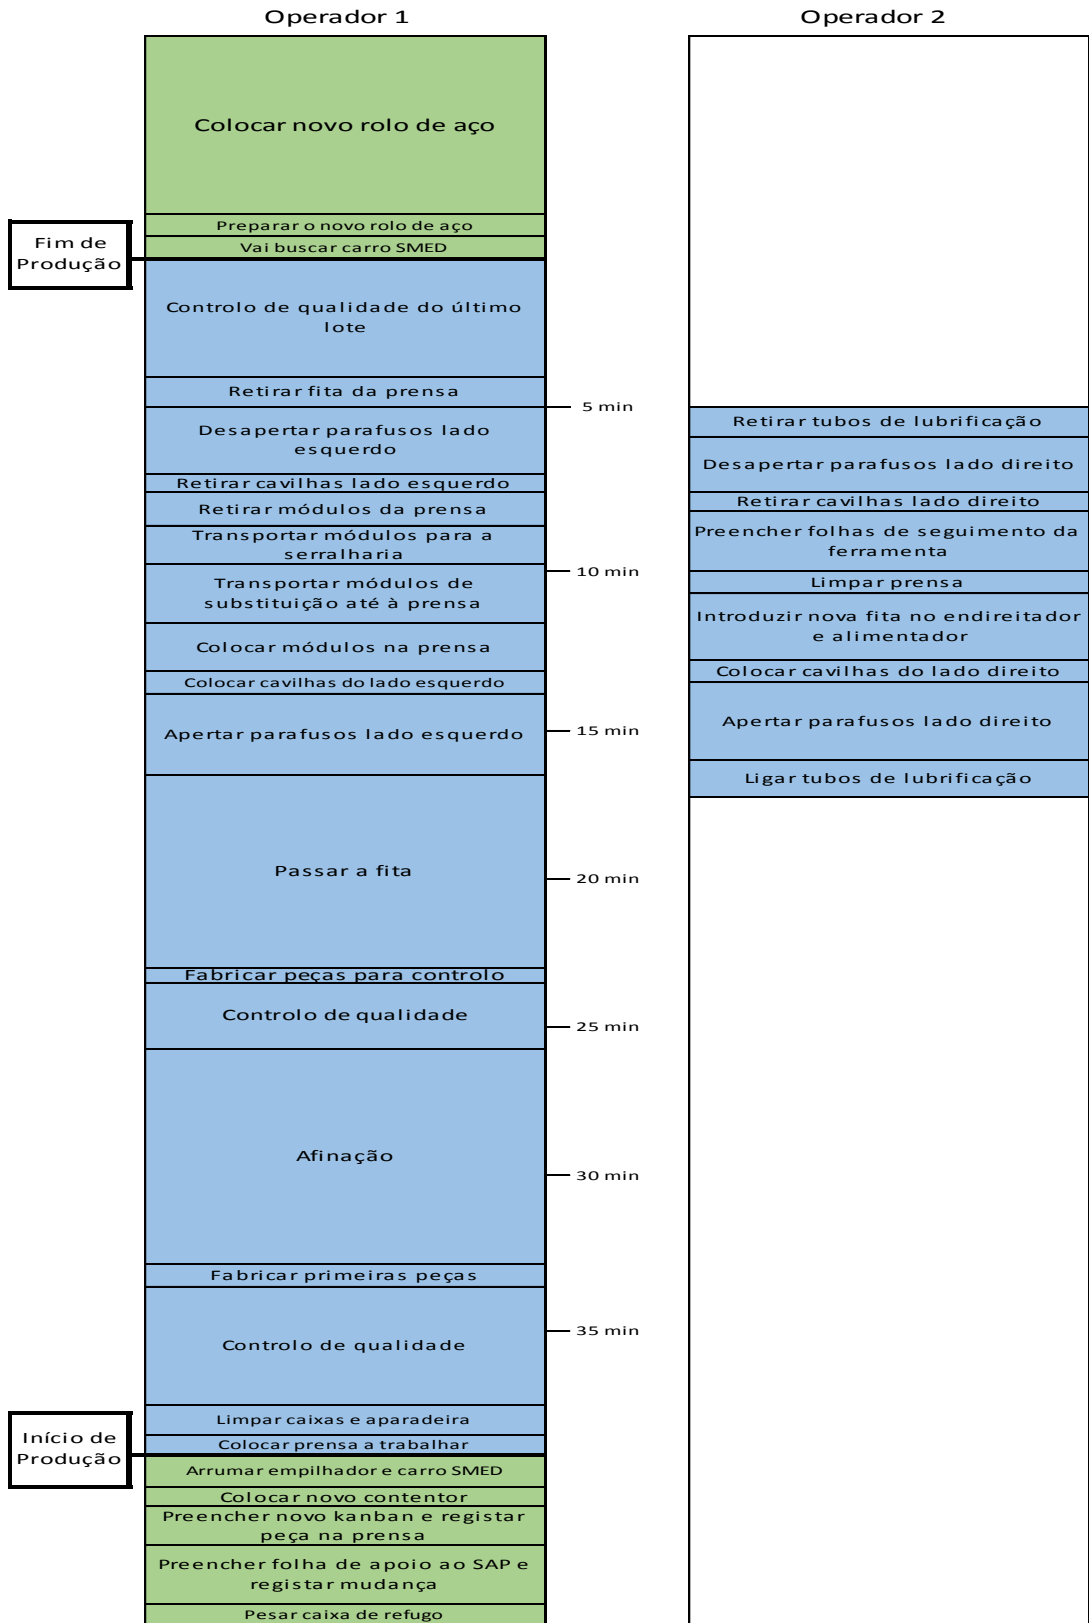 Operador 1
Colocar novo rolo de aço
Preparar o novo rolo de aço
Vai buscar carro SMED
Fim de
Produção
Controlo de qualidade do último
lote
Retirar fita da prensa
Desapertar parafusos lado
esquerdo
Retirar cavilhas lado esquerdo
Retirar módulos da prensa
Transportar módulos para a
serralharia
Transportar módulos de
substituição até à prensa
Colocar módulos na prensa
Colocar cavilhas do lado esquerdo
Apertar parafusos lado esquerdo
Passar a fita
Fabricar peças para controlo
Controlo de qualidade
Afinação
Fabricar primeiras peças
Controlo de qualidade
Limpar caixas e aparadeira
Colocar prensa a trabalhar
Início de
Produção
Arrumar empilhador e carro SMED
Colocar novo contentor
Preencher novo kanban e registar
peça na prensa
Preencher folha de apoio ao SAP e
registar mudança
Pesar caixa de refugo
5 min
10 min
15 min
20 min
25 min
30 min
35 min
Operador 2
Retirar tubos de lubrificação
Desapertar parafusos lado direito
Retirar cavilhas lado direito
Preencher folhas de seguimento da
ferramenta
Limpar prensa
Introduzir nova fita no endireitador
e alimentador
Colocar cavilhas do lado direito
Apertar parafusos lado direito
Ligar tubos de lubrificação